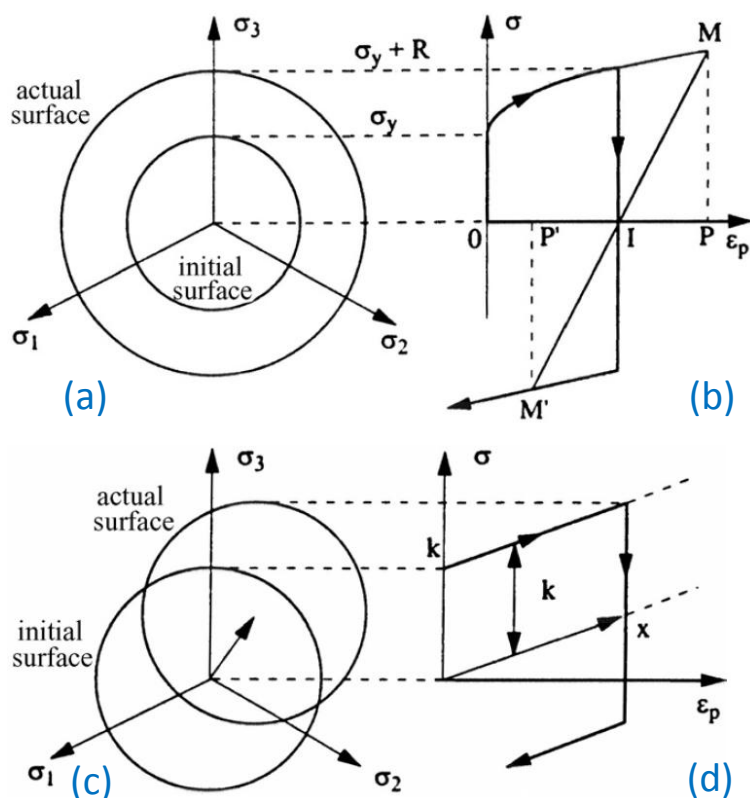 σ3
σy + R
σ
M
actual
surface
σy
initial
surface
0
P'
I
P
εp
σ1
σ2
(a)
(b)
M'
σ3
σ
actual
surface
k
k
initial
surface
x
εp
σ1
(c)
σ2
(d)